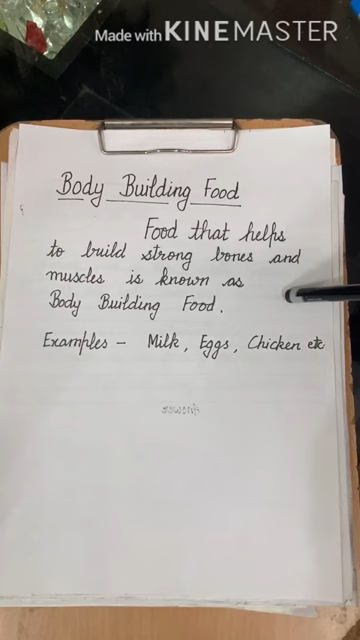 Made with KINEMASTER
Body Building Food
Food that helps
to build strong bones and
muscles is known as
Body Building Food.
Examples – Milk, Eggs, Chicken etc